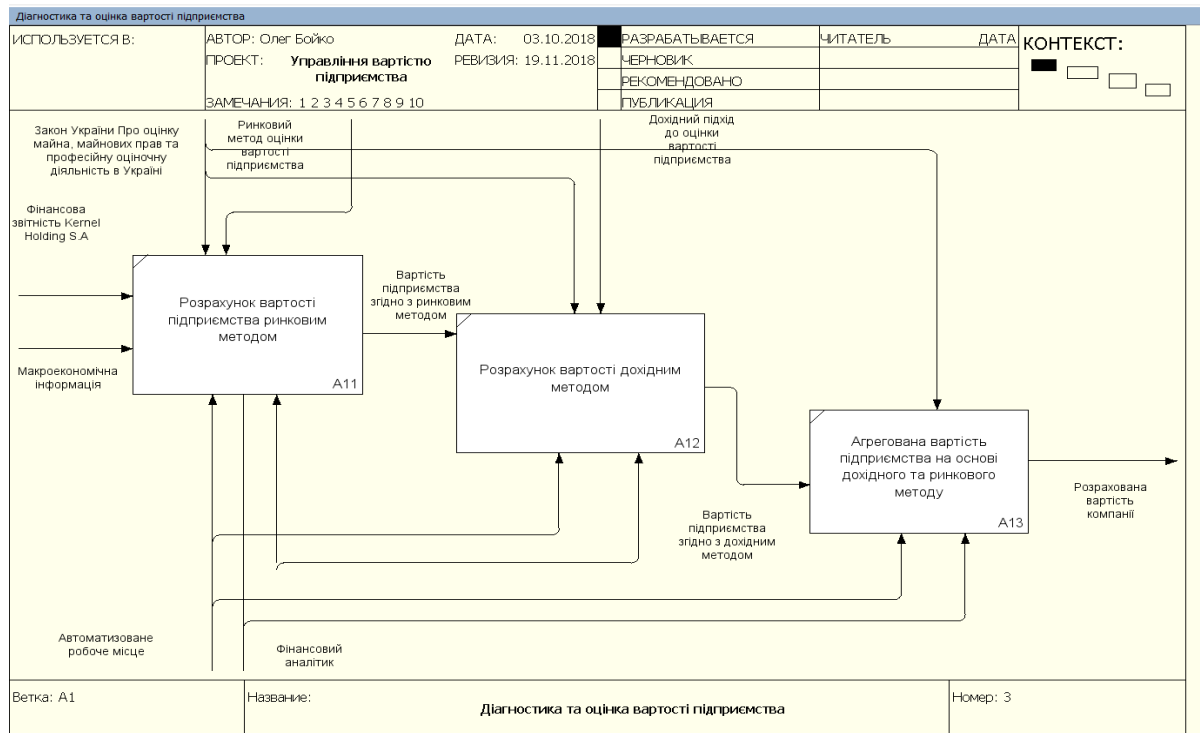 Діагностика та оцінка вартості підприємства
ИСПОЛЬЗУЕТСЯ В:
АВТОР: Олег Бойко
ДАТА: 03.10.2018
ПРОЕКТ: Управління вартістю
підприємства
РЕВИЗИЯ: 19.11.2018
ЗАМЕЧАНИЯ: 1 2 3 4 5 6 7 8 9 10
РАЗРАБАТЫВАЕТСЯ
ЧЕРНОВИК
РЕКОМЕНДОВАНО
ПУБЛИКАЦИЯ
ЧИТАТЕЛЬ
ДАТА
КОНТЕКСТ:
Закон України Про оцінку
майна, майнових прав та
професійну оціночну
діяльність в Україні
Ринковий
метод оцінки
вартості
підприємства
Дохідний підхід
до оцінки
вартості
підприємства
Фінансова
звітність Kernel
Holding S.A
Макроекономічна
інформація
Розрахунок вартості
підприємства ринковим
методом
A11
Вартість
підприємства
згідно з ринковим
методом
Розрахунок вартості дохідним
методом
A12
Вартість
підприємства
згідно з дохідним
методом
Агрегована вартість
підприємства на основі
дохідного та ринкового
методу
A13
Розрахована
вартість
компанії
Автоматизоване
робоче місце
Фінансовий
аналітик
Ветка: A1
Название:
Діагностика та оцінка вартості підприємства
Номер: 3